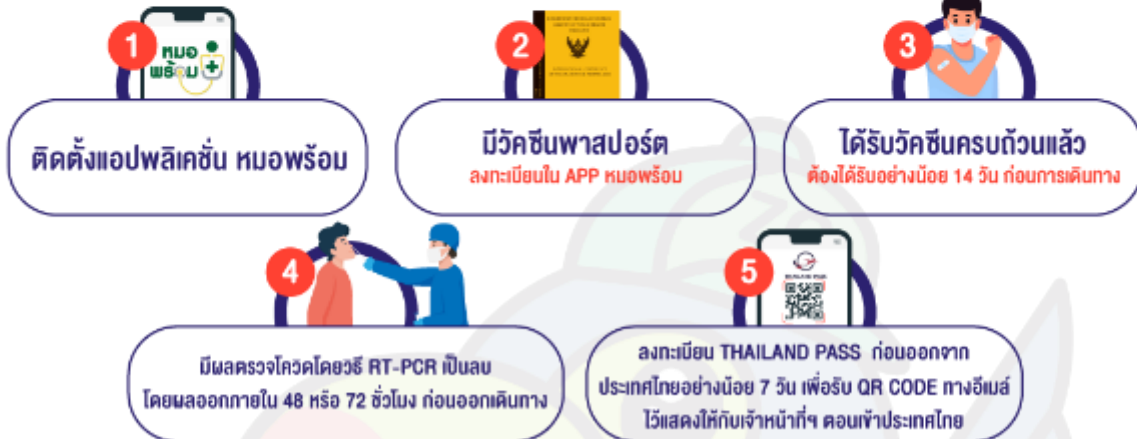 1
หมอ
พร้อม
ติดตั้งแอปพลิเคชั่น หมอพร้อม
2
มีวัคซีนพาสปอร์ต
ลงทะเบียนใน APP หมอพร้อม
3
ได้รับวัคซีนครบถ้วนแล้ว
ต้องได้รับอย่างน้อย 14 วัน ก่อนการเดินทาง
4
มีผลตรวจโควิดโดยวิธี RT-PCR เป็นลบ
โดยผลออกภายใน 48 หรือ 72 ชั่วโมง ก่อนออกเดินทาง
5
THAILAND PASS
ลงทะเบียน THAILAND PASS ก่อนออกจาก
ประเทศไทยอย่างน้อย 7 วัน เพื่อรับ QR CODE ทางอีเมล์
ไว้แสดงให้กับเจ้าหน้าที่ฯ ตอนเข้าประเทศไทย